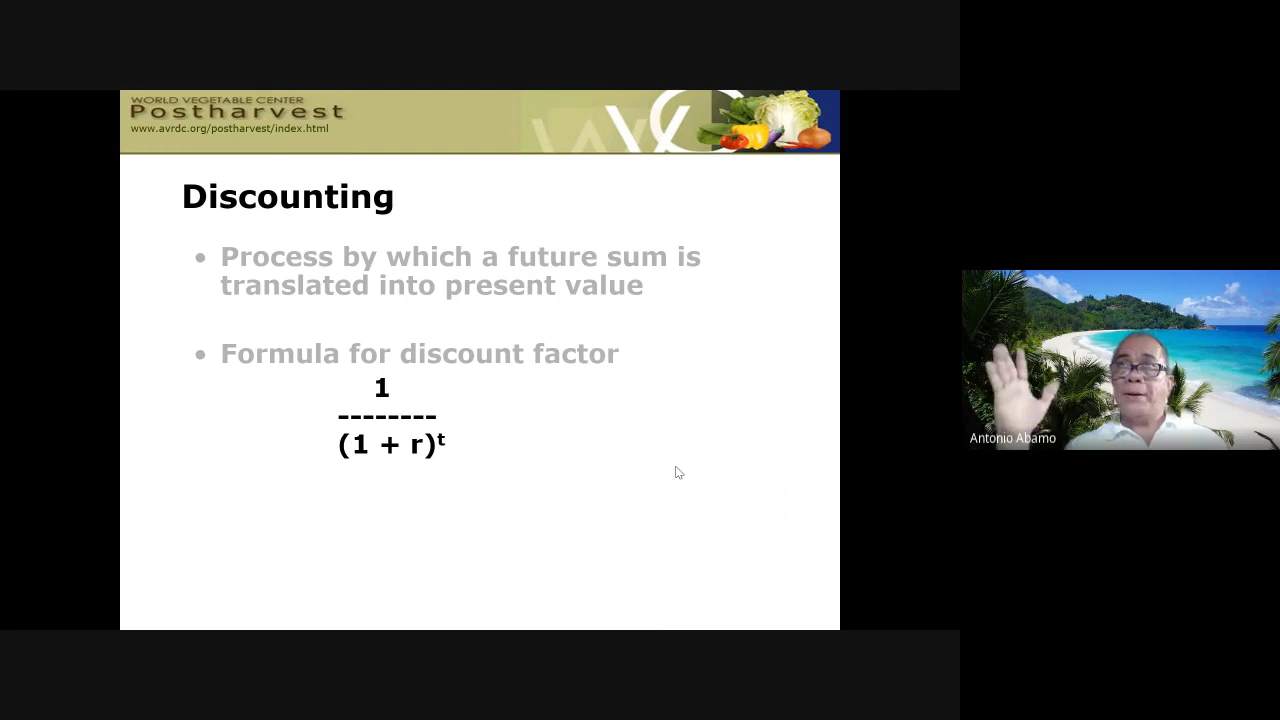 WORLD VEGETABLE CENTER
Postharvest
www.avrdc.org/postharvest/index.html
Discounting
• Process by which a future sum is
translated into present value
• Formula for discount factor
1
--------
(1 + r)ᵗ
Antonio Abamo